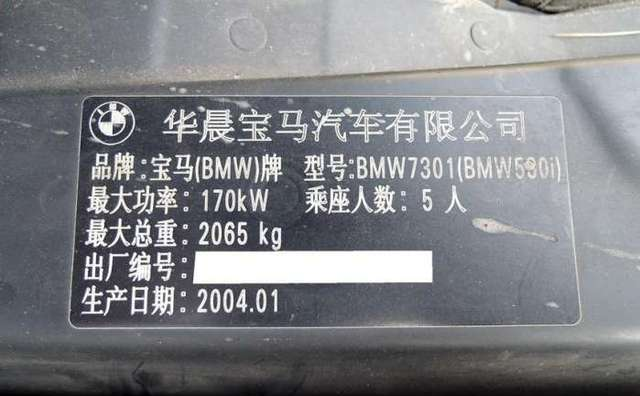 BMW 华晨宝马汽车有限公司
品牌:宝马(BMW)牌 型号:BMW7301(BMW530i)
最大功率:170kW 乘座人数:5人
最大总重:2065 kg
出厂编号:
生产日期:2004.01